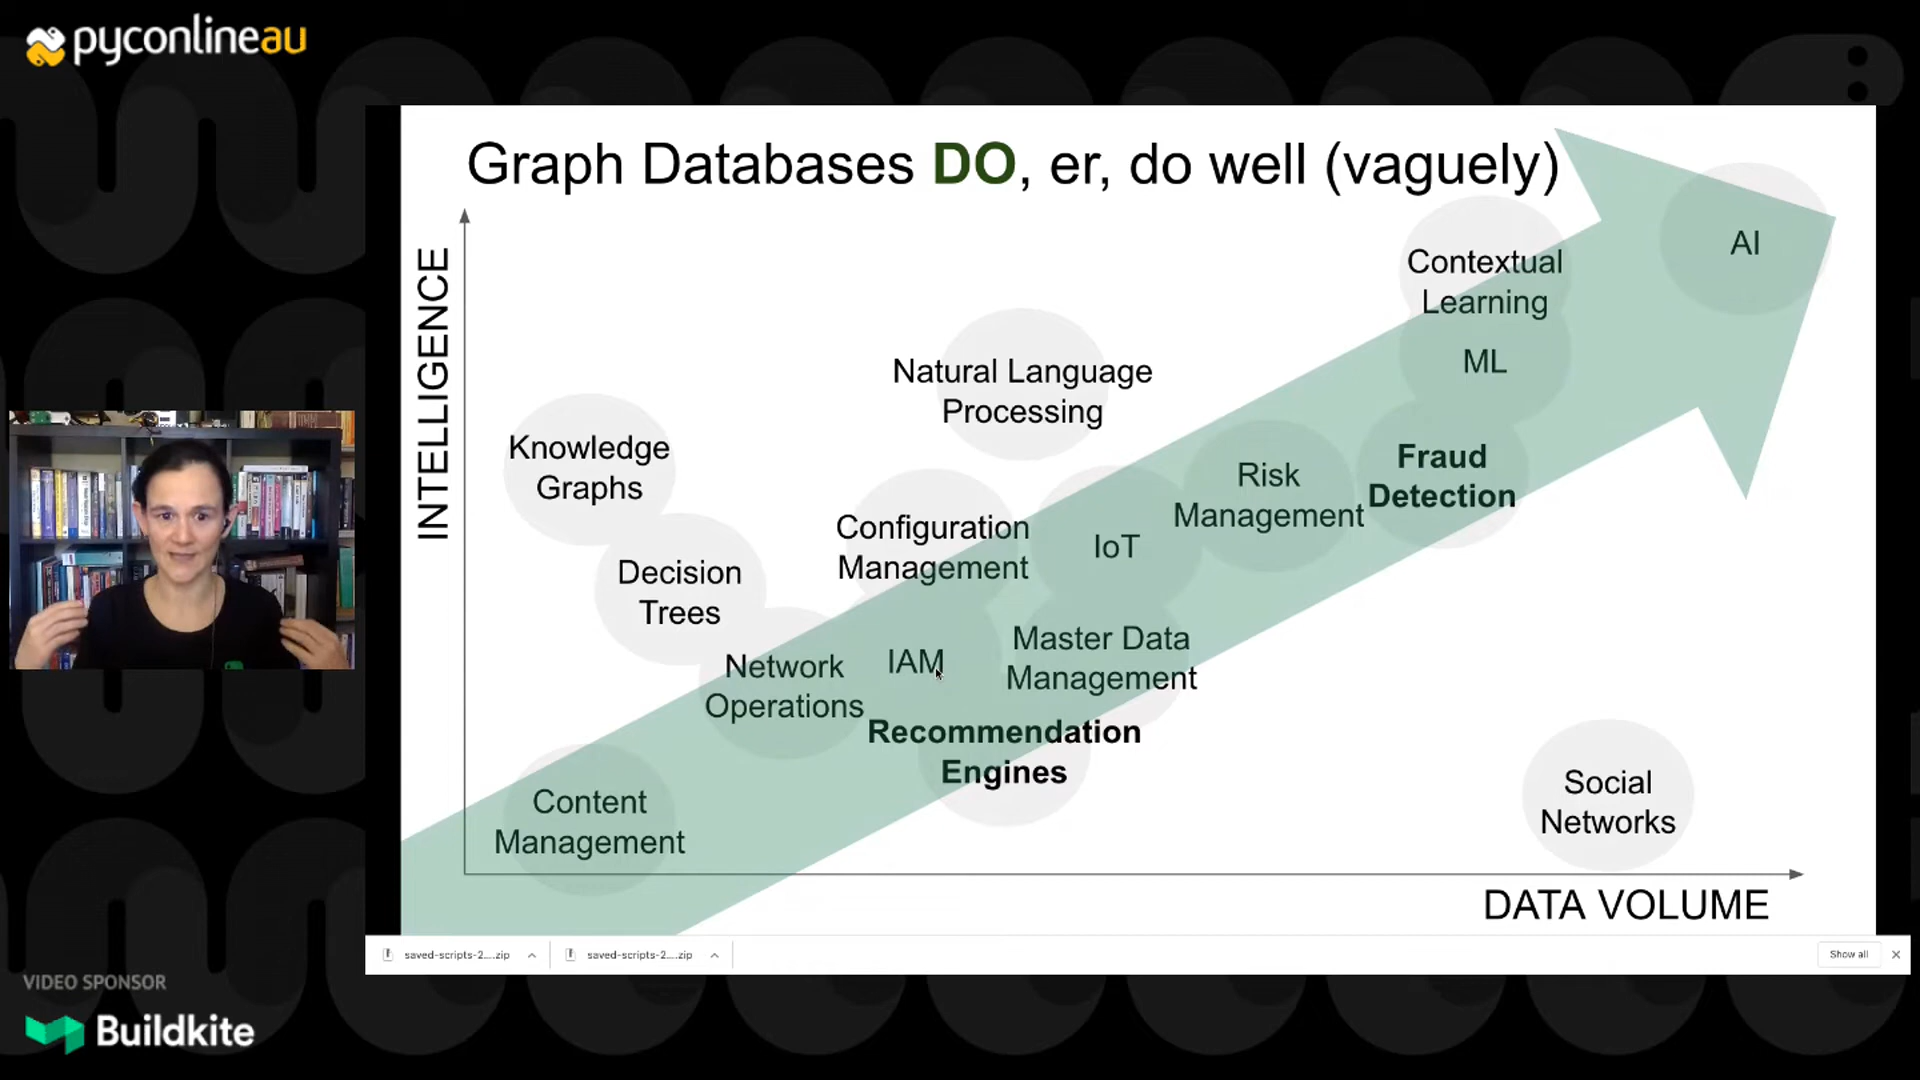 pyconlineau
Graph Databases DO, er, do well (vaguely)
INTELLIGENCE
AI
Contextual
Learning
ML
Natural Language
Processing
Knowledge
Graphs
Fraud
Detection
Risk
Management
Configuration
Management
IoT
Decision
Trees
Network
Operations
IAM
Master Data
Management
Recommendation
Engines
Content
Management
Social
Networks
DATA VOLUME
saved-scripts-2....zip
saved-scripts-2....zip
Show all
VIDEO SPONSOR
Buildkite